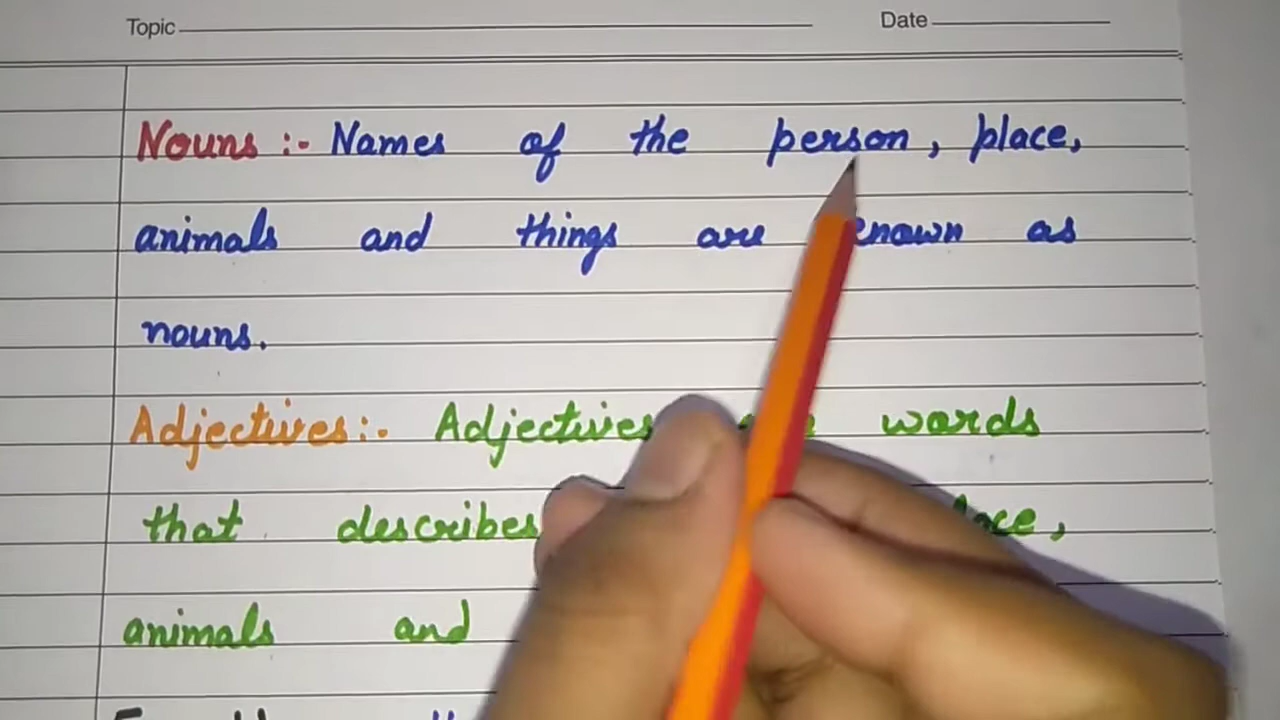 Topic Date
Nouns :- Names of the person, place,
animals and things are known as
nouns.
Adjectives :- Adjectives words
that describes
animals and